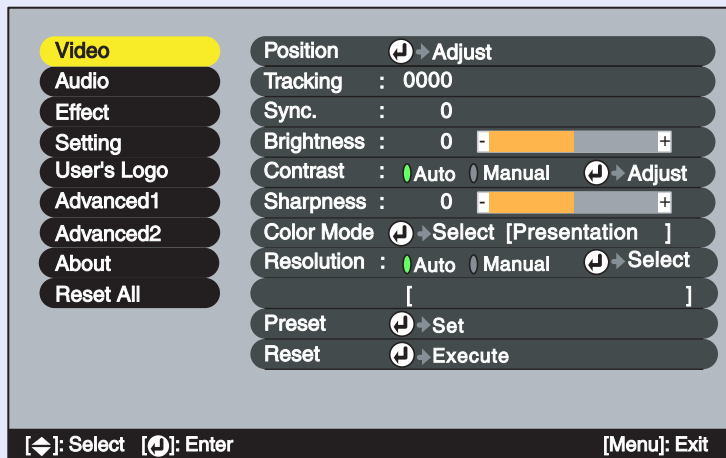 Video
Audio
Effect
Setting
User's Logo
Advanced1
Advanced2
About
Reset All
Position Adjust
Tracking : 0000
Sync. : 0
Brightness : 0 - +
Contrast : Auto Manual Adjust
Sharpness : 0 - +
Color Mode Select [Presentation ]
Resolution : Auto Manual Select
[ ]
Preset Set
Reset Execute
[ ]: Select [ ]: Enter [Menu]: Exit